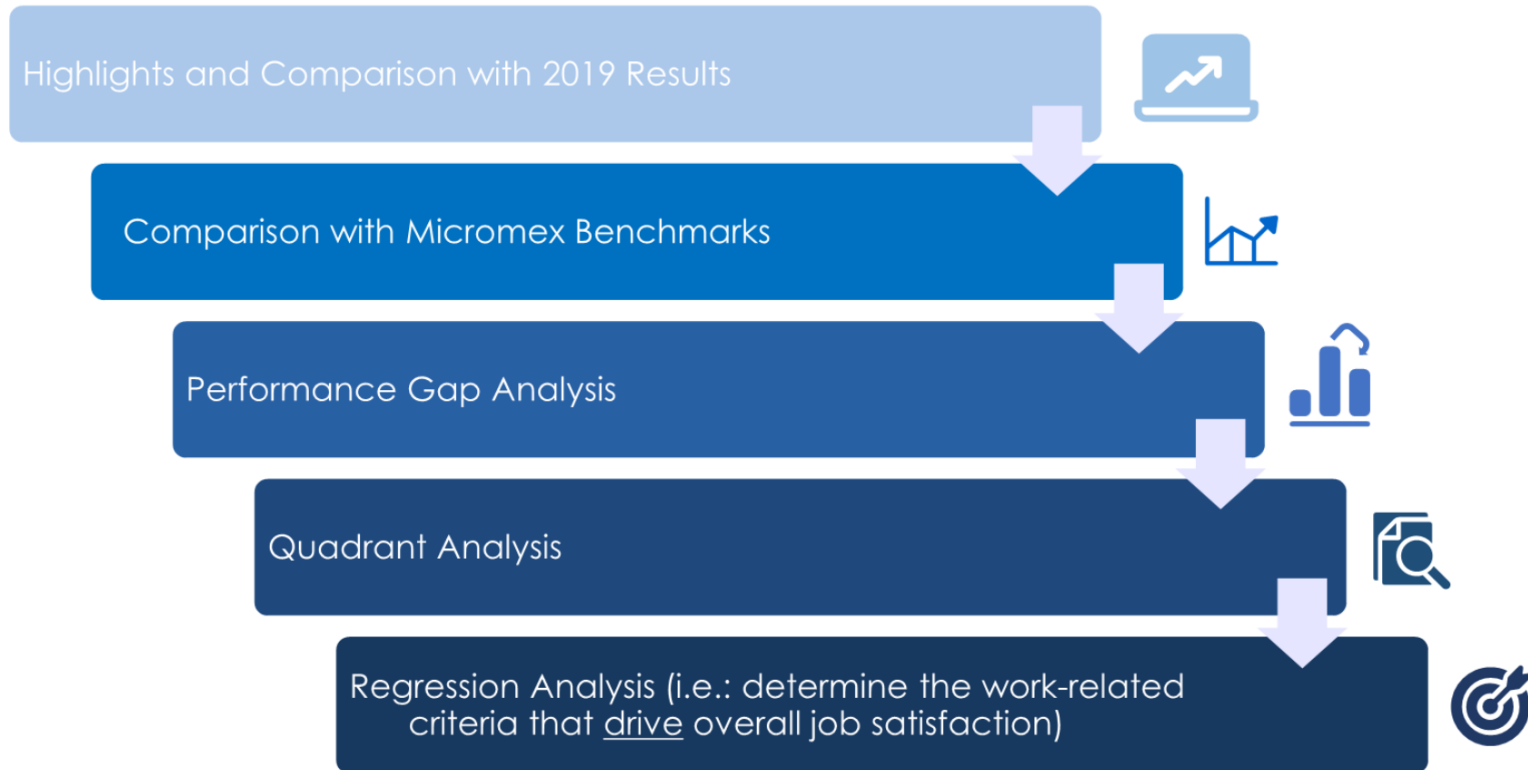 Highlights and Comparison with 2019 Results
Comparison with Micromex Benchmarks
Performance Gap Analysis
Quadrant Analysis
Regression Analysis (i.e.: determine the work-related
criteria that drive overall job satisfaction)